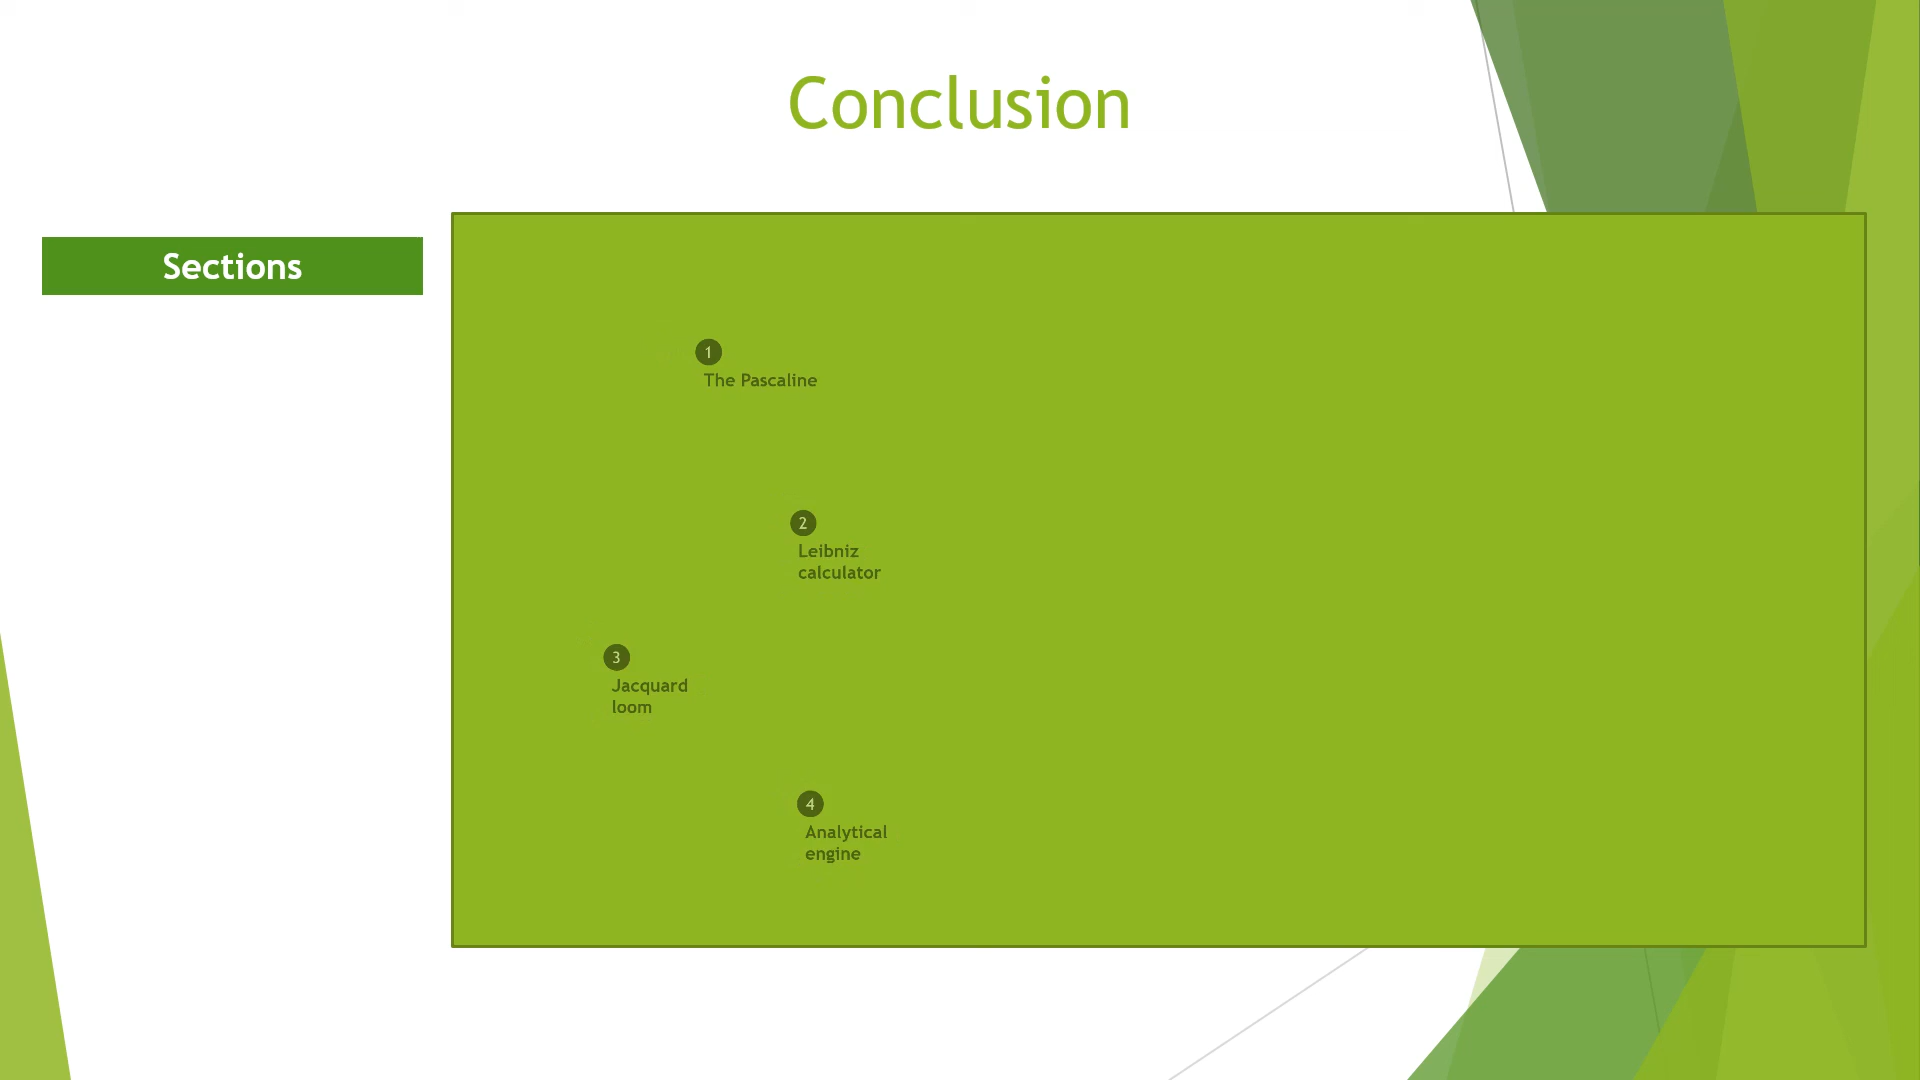 Conclusion
Sections
1
The Pascaline
2
Leibniz
calculator
3
Jacquard
loom
4
Analytical
engine